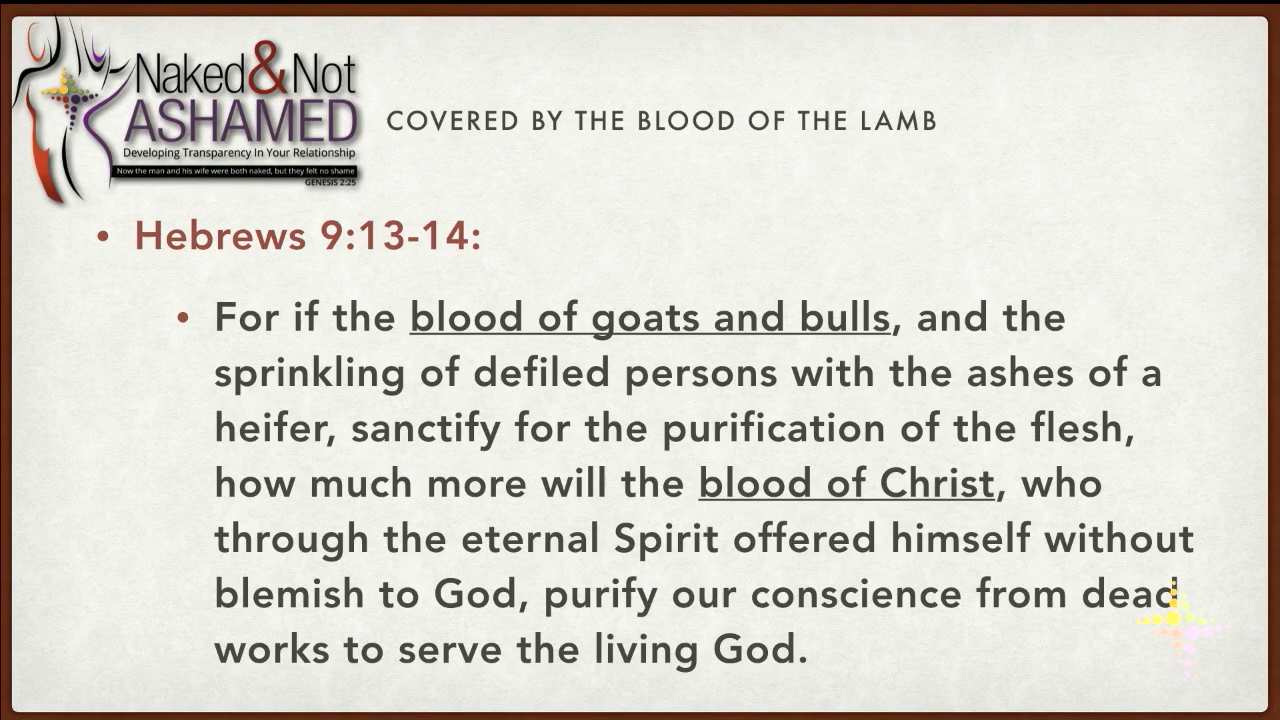 Naked & Not
ASHAMED
Developing Transparency In Your Relationship
Now the man and his wife were both naked, but they felt no shame
GENESIS 2:25
COVERED BY THE BLOOD OF THE LAMB
• Hebrews 9:13-14:
• For if the blood of goats and bulls, and the
sprinkling of defiled persons with the ashes of a
heifer, sanctify for the purification of the flesh,
how much more will the blood of Christ, who
through the eternal Spirit offered himself without
blemish to God, purify our conscience from dead
works to serve the living God.